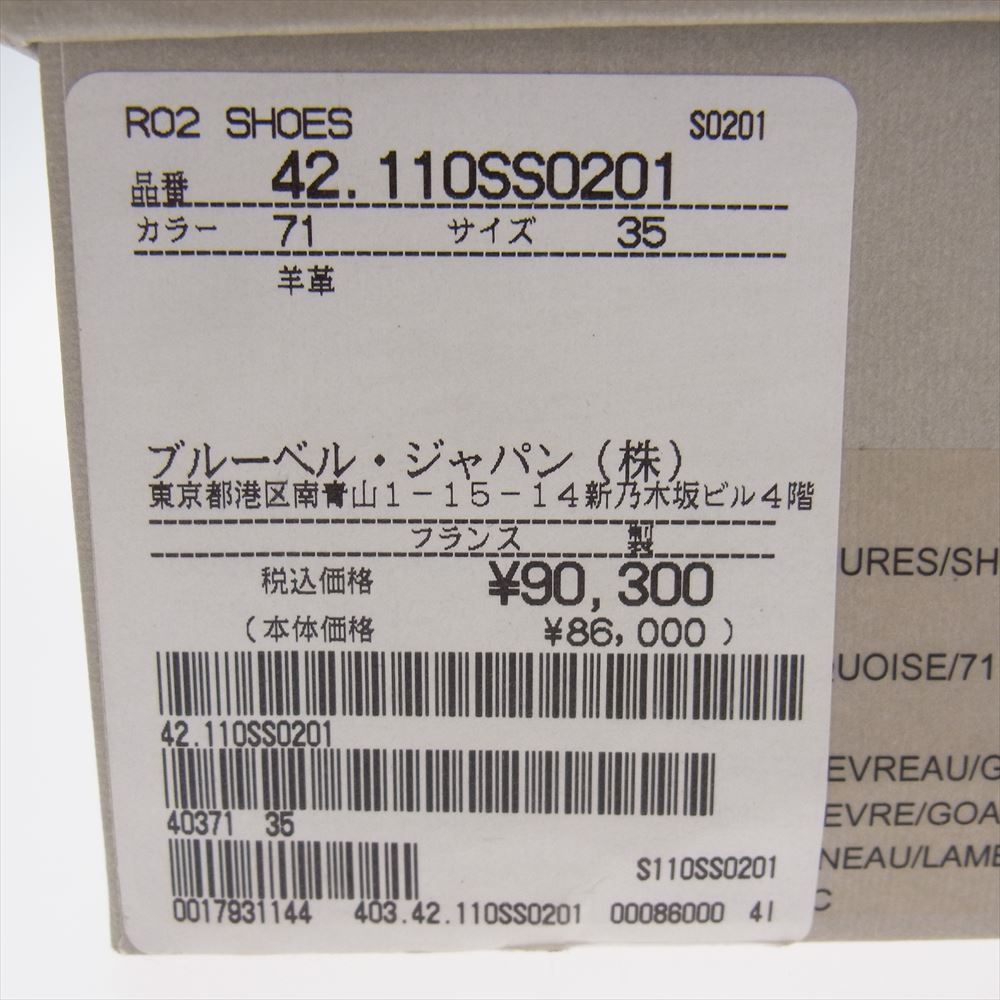 R02 SHOES S0201
品番 42.110SS0201
カラー 71 サイズ 35
羊革
ブルーベル・ジャパン(株)
東京都港区南青山1-15-14新乃木坂ビル4階
フランス 製
税込価格 ¥90,300
(本体価格 ¥86,000)
42.110SS0201
40371 35
S110SS0201
0017931144 403.42.110SS0201 00086000 41
URES/SH
UOISE/71
EVREAU/G
EVRE/GOA
NEAU/LAMB
C